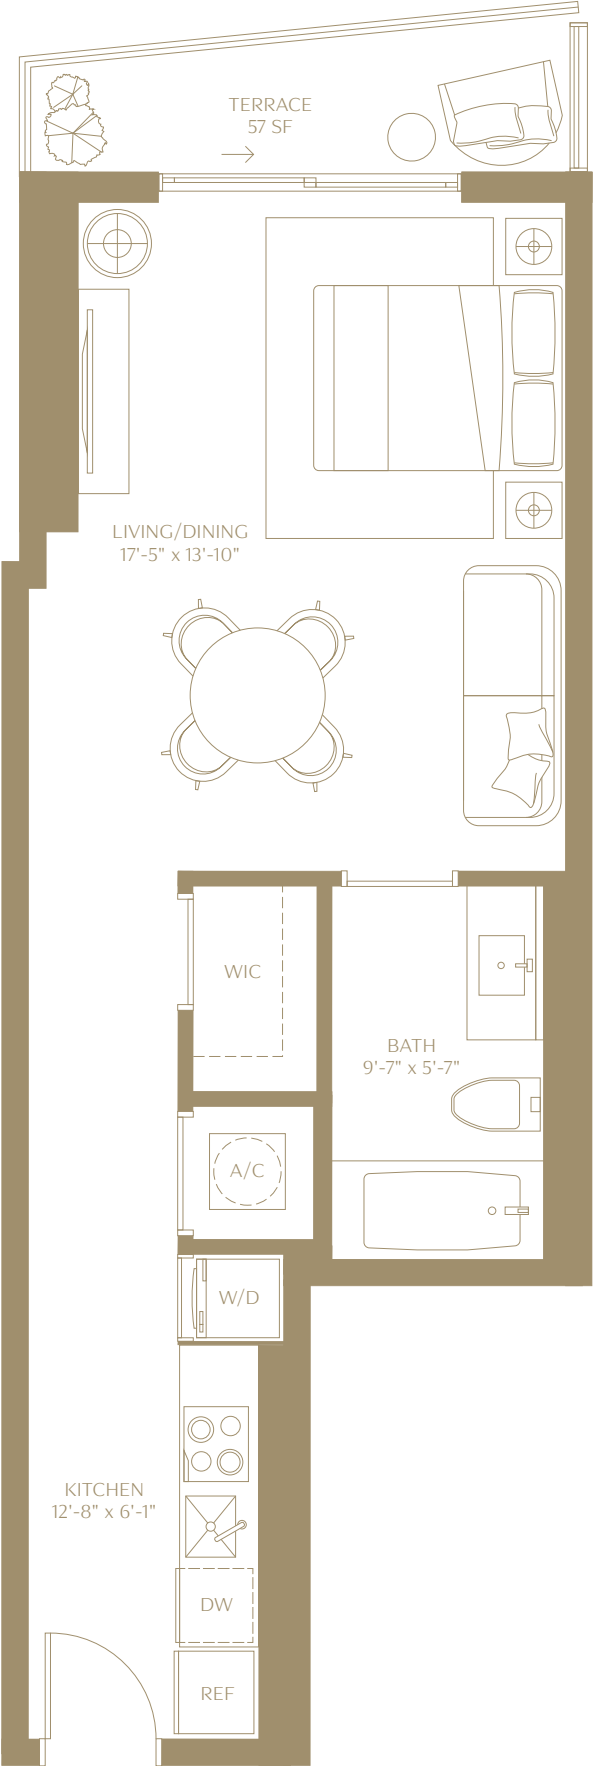 TERRACE
57 SF
LIVING/DINING
17'-5" x 13'-10"
WIC
BATH
9'-7" x 5'-7"
A/C
W/D
KITCHEN
12'-8" x 6'-1"
DW
REF